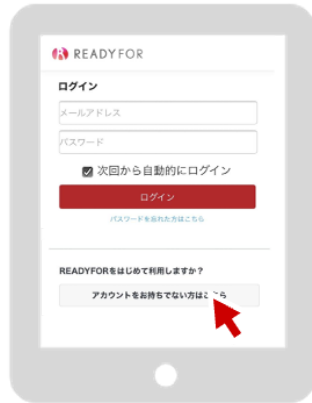 READYFOR
ログイン
メールアドレス
パスワード
次回から自動的にログイン
ログイン
パスワードを忘れた方はこちら
READYFORをはじめて利用しますか？
アカウントをお持ちでない方はこちら